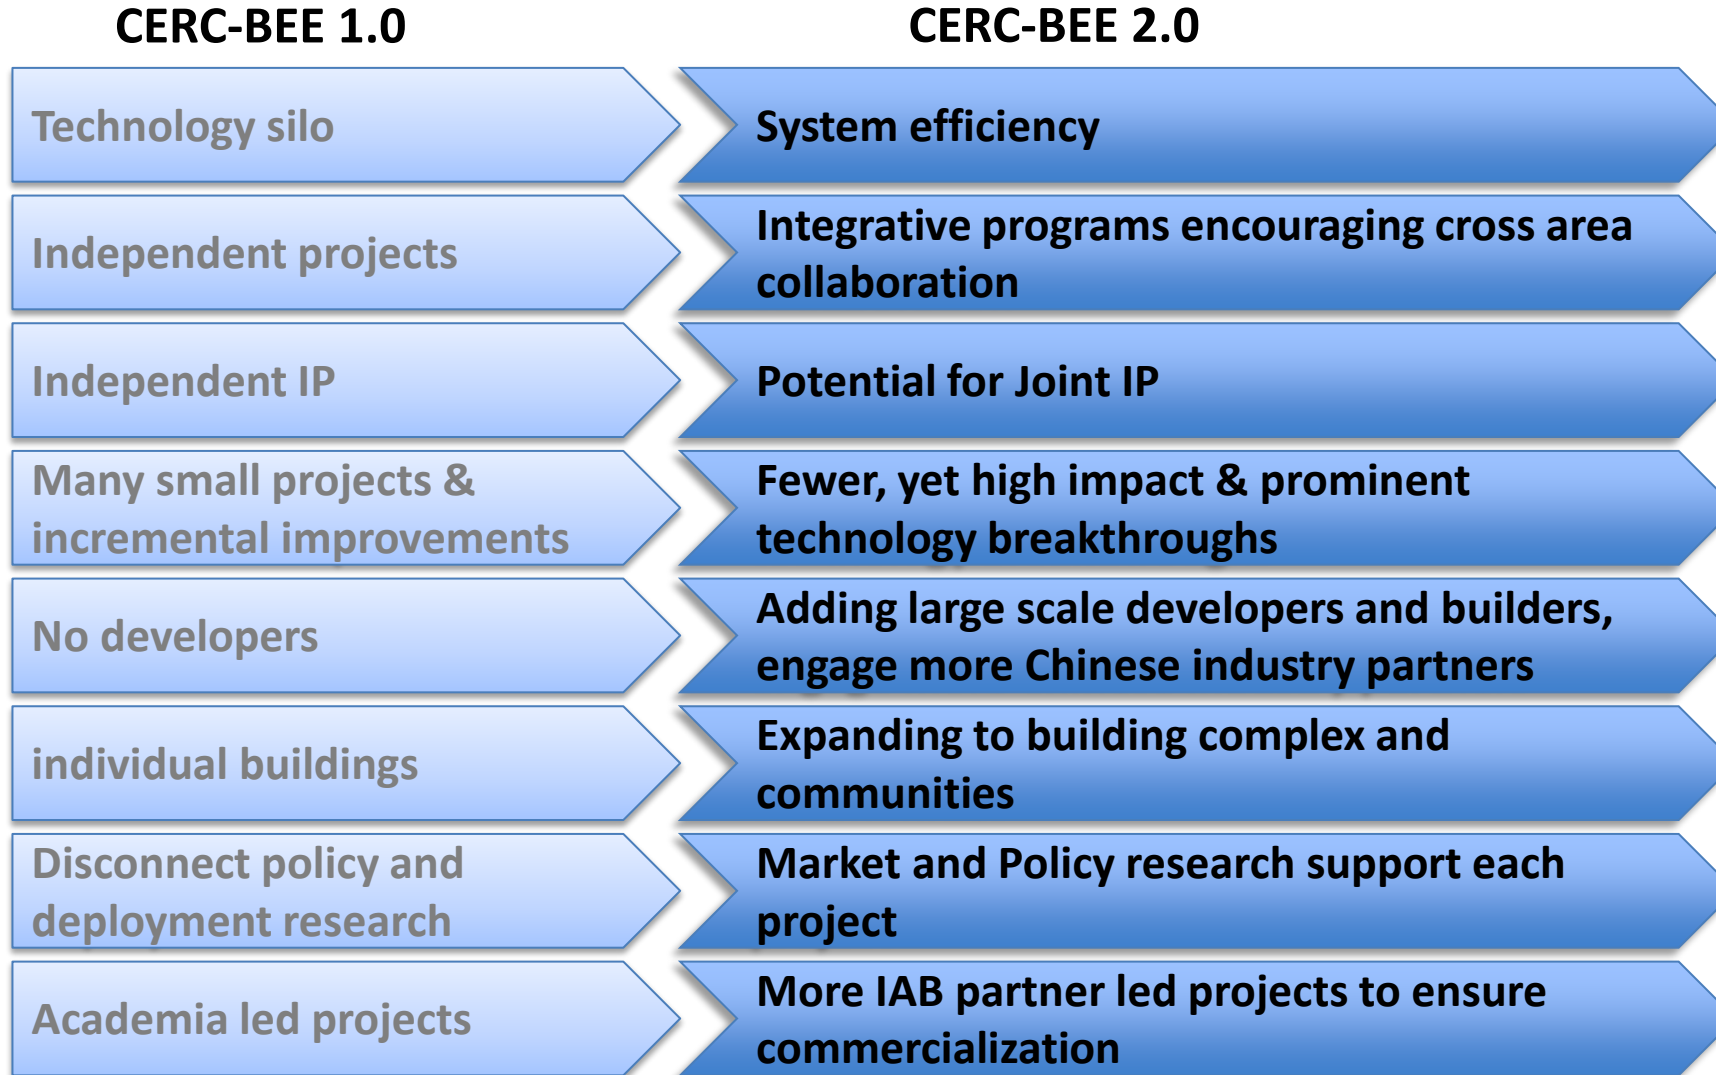 CERC-BEE 1.0
CERC-BEE 2.0
Technology silo
System efficiency
Independent projects
Integrative programs encouraging cross area
collaboration
Independent IP
Potential for Joint IP
Many small projects &
incremental improvements
Fewer, yet high impact & prominent
technology breakthroughs
No developers
Adding large scale developers and builders,
engage more Chinese industry partners
individual buildings
Expanding to building complex and
communities
Disconnect policy and
deployment research
Market and Policy research support each
project
Academia led projects
More IAB partner led projects to ensure
commercialization